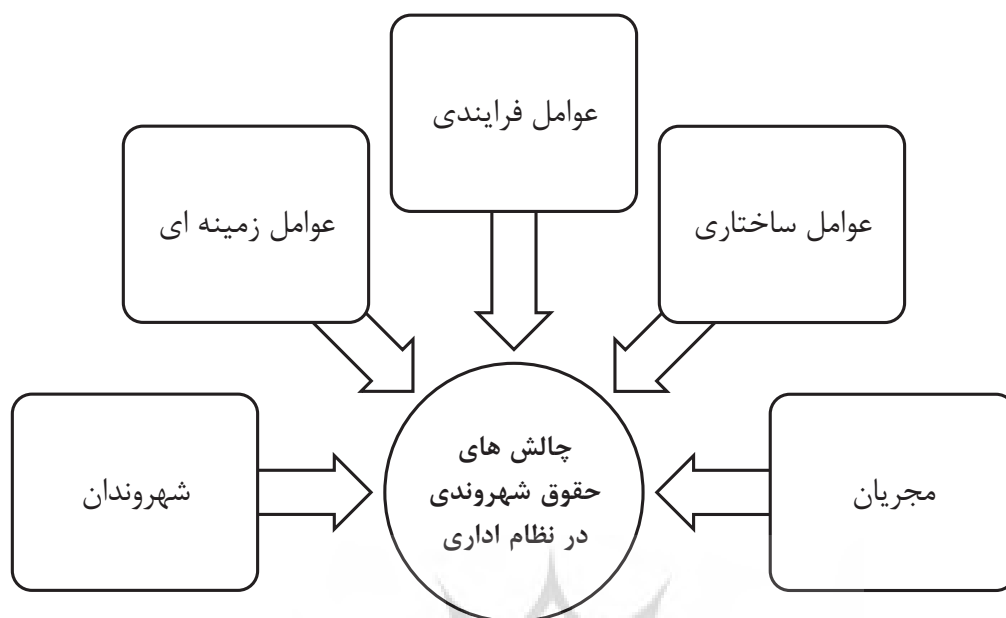 عوامل فرایندی
عوامل ساختاری
عوامل زمینه ای
چالش های
حقوق شهروندی
در نظام اداری
مجریان
شهروندان